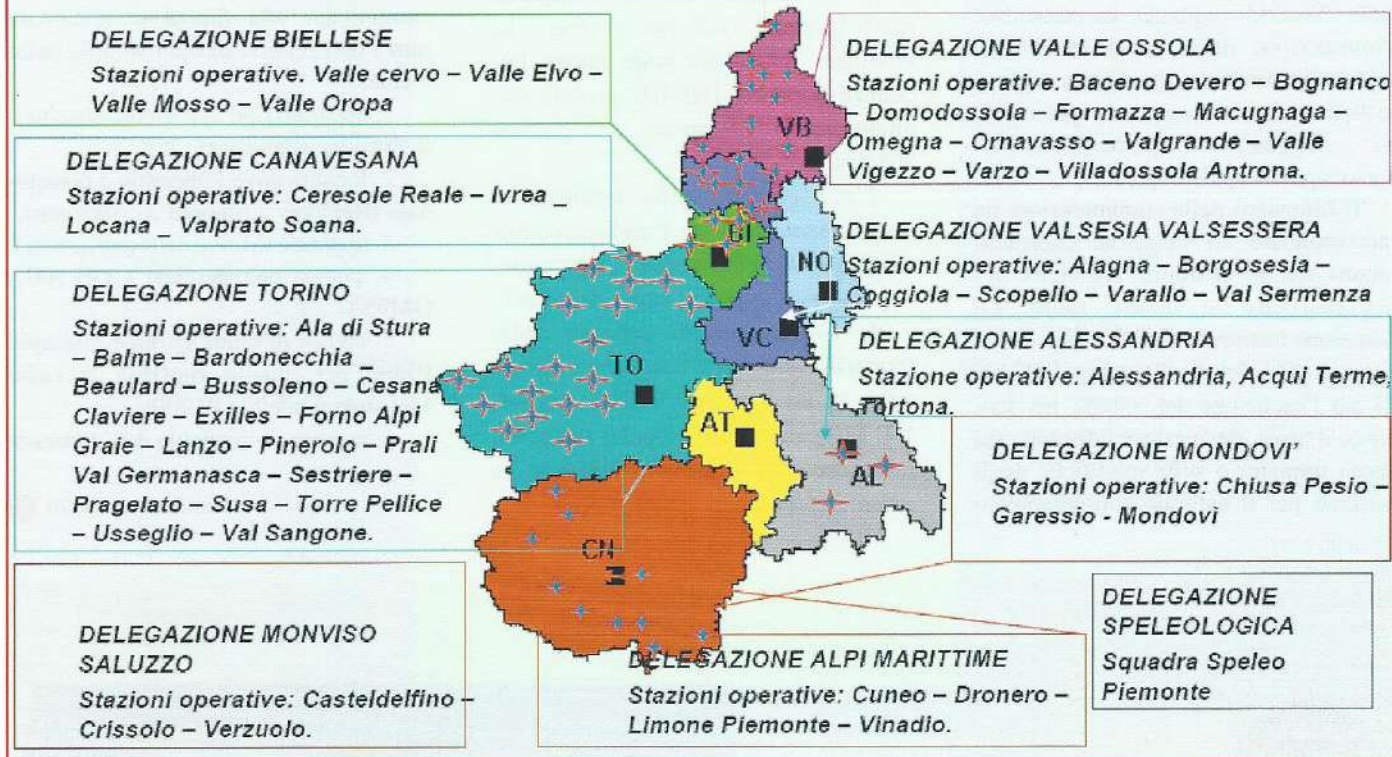 DELEGAZIONE BIELLESE
Stazioni operative. Valle cervo – Valle Elvo –
Valle Mosso – Valle Oropa
DELEGAZIONE CANAVESANA
Stazioni operative: Ceresole Reale – Ivrea _
Locana _ Valprato Soana.
DELEGAZIONE TORINO
Stazioni operative: Ala di Stura
– Balme – Bardonecchia
Beaulard – Bussoleno – Cesana
Claviere – Exilles – Forno Alpi
Graie – Lanzo – Pinerolo – Prali
Val Germanasca – Sestriere –
Pragelato – Susa – Torre Pellice
– Usseglio – Val Sangone.
DELEGAZIONE MONVISO
SALUZZO
Stazioni operative: Casteldelfino –
Crissolo – Verzuolo.
VB
BI
NO
VC
TO
AT
AL
CN
DELEGAZIONE VALLE OSSOLA
Stazioni operative: Baceno Devero – Bognanco
– Domodossola – Formazza – Macugnaga –
Omegna – Ornavasso – Valgrande – Valle
Vigezzo – Varzo – Villadossola Antrona.
DELEGAZIONE VALSESIA VALSESSERA
Stazioni operative: Alagna – Borgosesia –
Coggiola – Scopello – Varallo – Val Sermenza
DELEGAZIONE ALESSANDRIA
Stazione operative: Alessandria, Acqui Terme,
Tortona.
DELEGAZIONE MONDOVI'
Stazioni operative: Chiusa Pesio –
Garessio - Mondovi
DELEGAZIONE ALPI MARITTIME
Stazioni operative: Cuneo – Dronero –
Limone Piemonte – Vinadio.
DELEGAZIONE
SPELEOLOGICA
Squadra Speleo
Piemonte